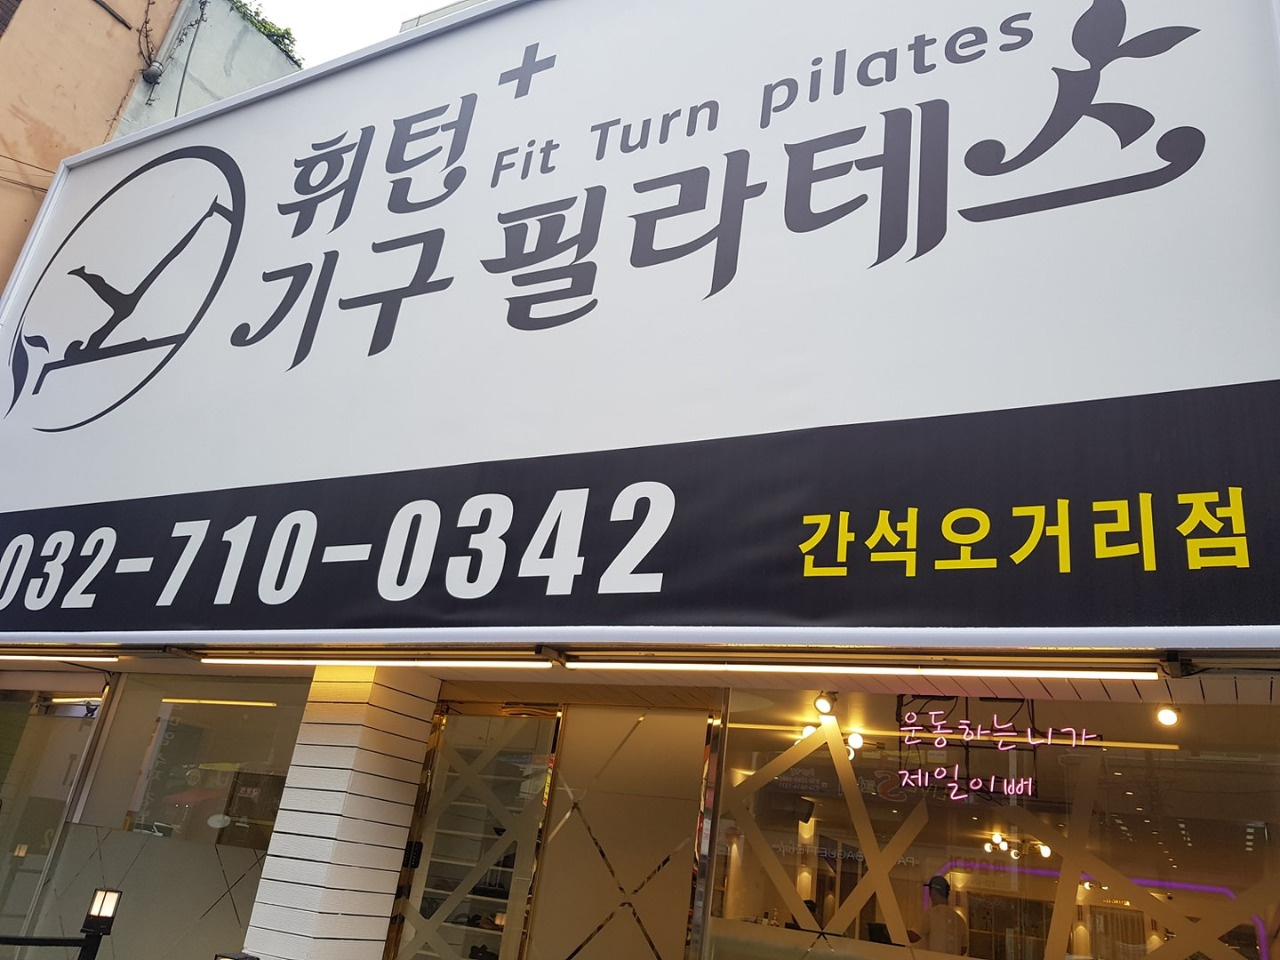 휘턴+
Fit Turn pilates
기구 필라테스
032-710-0342
간석오거리점
운동하는니가
제일이뻐